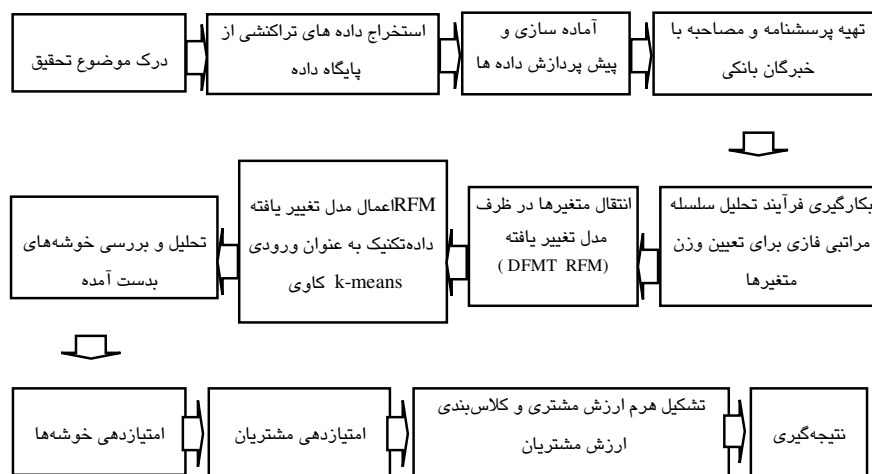 درک موضوع تحقیق
استخراج داده های تراکنشی از
پایگاه داده
آماده سازی و
پیش پردازش داده ها
تهیه پرسشنامه و مصاحبه با
خبرگان بانکی
بکارگیری فرآیند تحلیل سلسله
مراتبی فازی برای تعیین وزن
متغیرها
انتقال متغیرها در ظرف
مدل تغییر یافته
(DFMT RFM)
RFMاعمال مدل تغییر یافته
دادهتکنیک به عنوان ورودی
k-means کاوی
تحلیل و بررسی خوشه‌های
بدست آمده
امتیازدهی خوشه‌ها
امتیازدهی مشتریان
تشکیل هرم ارزش مشتری و کلاس‌بندی
ارزش مشتریان
نتیجه‌گیری